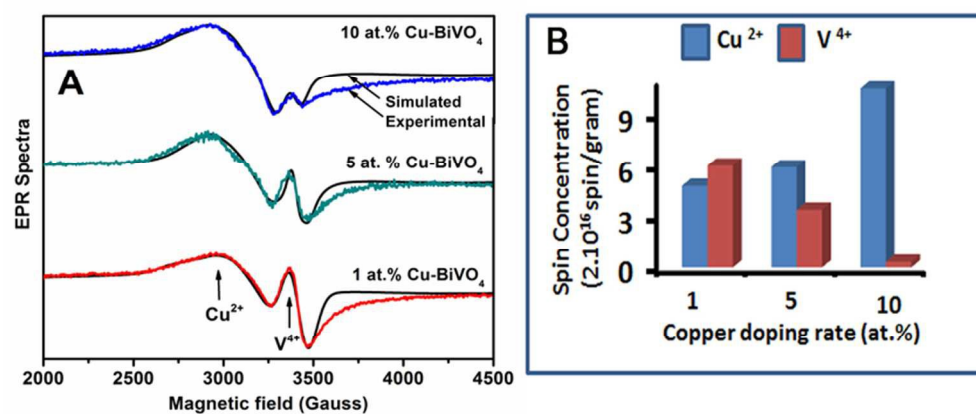 A
EPR Spectra
10 at.% Cu-BiVO4
Simulated
Experimental
5 at. % Cu-BiVO4
1 at.% Cu-BiVO4
Cu2+
V4+
2000 2500 3000 3500 4000 4500
Magnetic field (Gauss)
B
Cu 2+ V 4+
Spin Concentration
(2.10^16 spin/gram)
9
6
3
0
1 5 10
Copper doping rate (at.%)